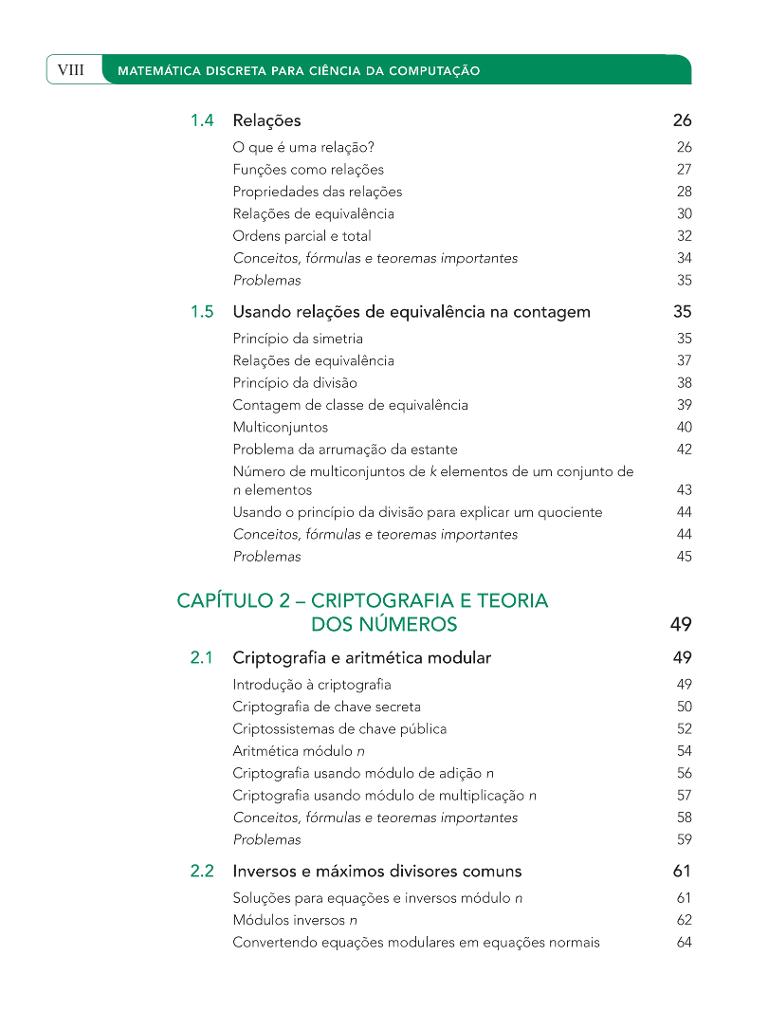 VIII MATEMÁTICA DISCRETA PARA CIÊNCIA DA COMPUTAÇÃO
1.4 Relações 26
O que é uma relação? 26
Funções como relações 27
Propriedades das relações 28
Relações de equivalência 30
Ordens parcial e total 32
Conceitos, fórmulas e teoremas importantes 34
Problemas 35
1.5 Usando relações de equivalência na contagem 35
Princípio da simetria 35
Relações de equivalência 37
Princípio da divisão 38
Contagem de classe de equivalência 39
Multiconjuntos 40
Problema da arrumação da estante 42
Número de multiconjuntos de k elementos de um conjunto de
n elementos 43
Usando o princípio da divisão para explicar um quociente 44
Conceitos, fórmulas e teoremas importantes 44
Problemas 45
CAPÍTULO 2 – CRIPTOGRAFIA E TEORIA
DOS NÚMEROS 49
2.1 Criptografia e aritmética modular 49
Introdução à criptografia 49
Criptografia de chave secreta 50
Criptossistemas de chave pública 52
Aritmética módulo n 54
Criptografia usando módulo de adição n 56
Criptografia usando módulo de multiplicação n 57
Conceitos, fórmulas e teoremas importantes 58
Problemas 59
2.2 Inversos e máximos divisores comuns 61
Soluções para equações e inversos módulo n 61
Módulos inversos n 62
Convertendo equações modulares em equações normais 64